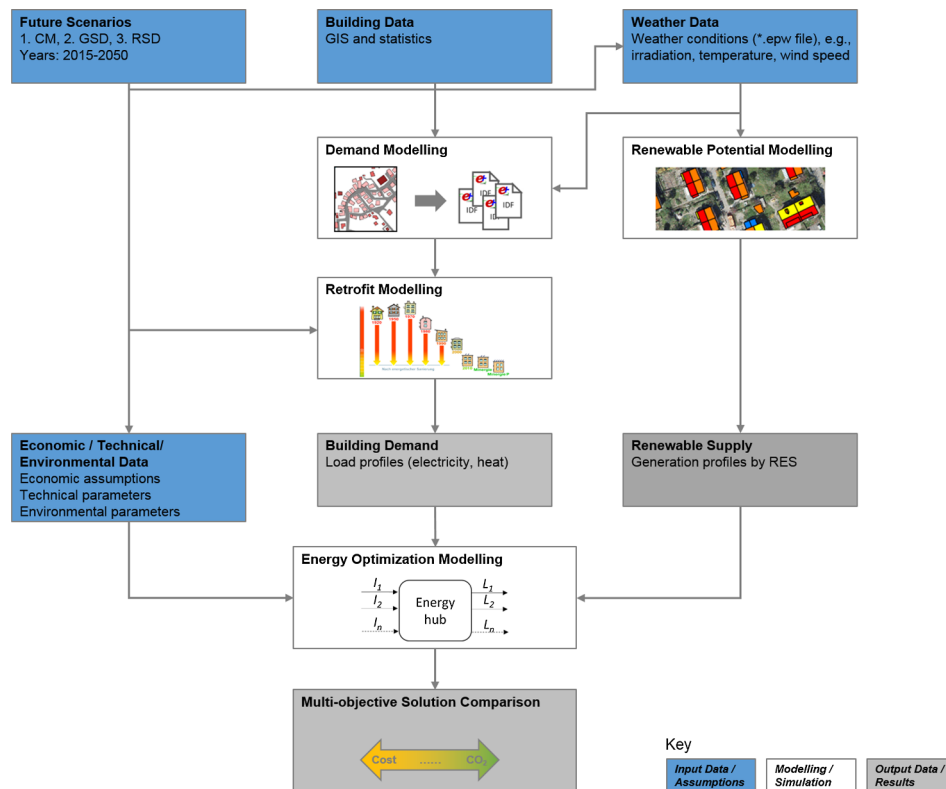 Future Scenarios
1. CM, 2. GSD, 3. RSD
Years: 2015-2050
Building Data
GIS and statistics
Weather Data
Weather conditions (*.epw file), e.g.,
irradiation, temperature, wind speed
Demand Modelling
IDF
IDF
IDF
IDF
Renewable Potential Modelling
Retrofit Modelling
Economic / Technical/
Environmental Data
Economic assumptions
Technical parameters
Environmental parameters
Building Demand
Load profiles (electricity, heat)
Renewable Supply
Generation profiles by RES
Energy Optimization Modelling
I1
I2
In
Energy
hub
L1
L2
Ln
Multi-objective Solution Comparison
Cost ...... CO2
Key
Input Data /
Assumptions
Modelling /
Simulation
Output Data /
Results